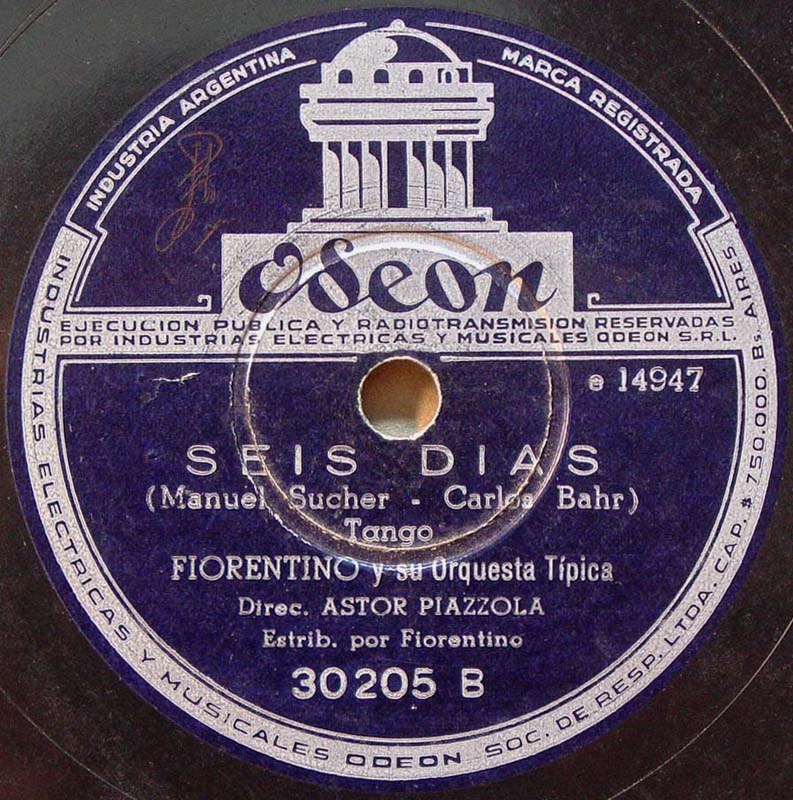 INDUSTRIA ARGENTINA
MARCA REGISTRADA
Odeon
EJECUCION PUBLICA Y RADIOTRANSMISION RESERVADAS
POR INDUSTRIAS ELECTRICAS Y MUSICALES ODEON S.R.L.
e 14947
SEIS DIAS
(Manuel Sucher - Carlos Bahr)
Tango
FIORENTINO y su Orquesta Típica
Direc. ASTOR PIAZZOLA
Estrib. por Fiorentino
30205 B
INDUSTRIAS ELECTRICAS Y MUSICALES ODEON SOC. DE RESP. LTDA. CAP. $ 750.000. Bs AIRES